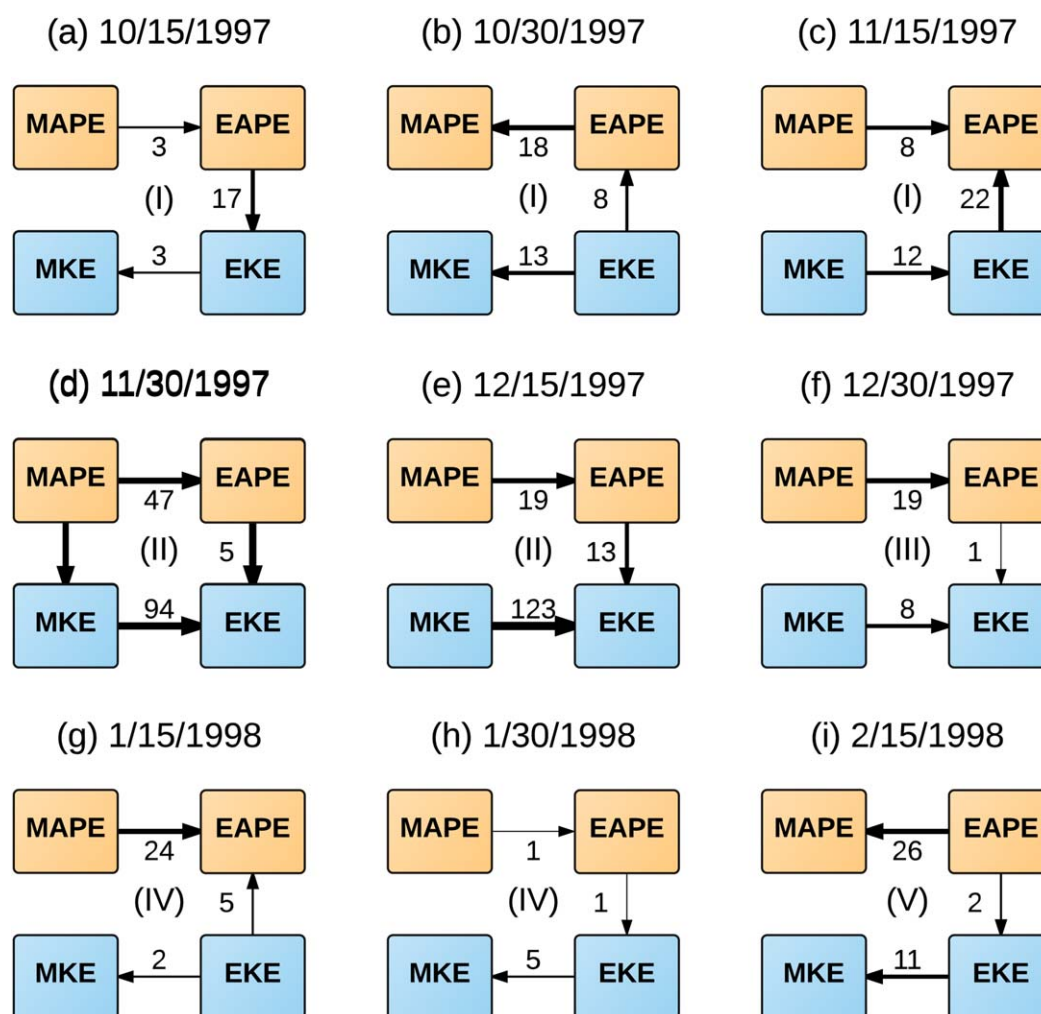 (a) 10/15/1997 (b) 10/30/1997 (c) 11/15/1997
MAPE EAPE MAPE EAPE MAPE EAPE
3 18 8
(I) 17 (I) 8 (I) 22
3 13 12
MKE EKE MKE EKE MKE EKE
(d) 11/30/1997 (e) 12/15/1997 (f) 12/30/1997
MAPE EAPE MAPE EAPE MAPE EAPE
47 19 19
(II) 5 (II) 13 (III) 1
94 123 8
MKE EKE MKE EKE MKE EKE
(g) 1/15/1998 (h) 1/30/1998 (i) 2/15/1998
MAPE EAPE MAPE EAPE MAPE EAPE
24 1 26
(IV) 5 (IV) 1 (V) 2
2 5 11
MKE EKE MKE EKE MKE EKE